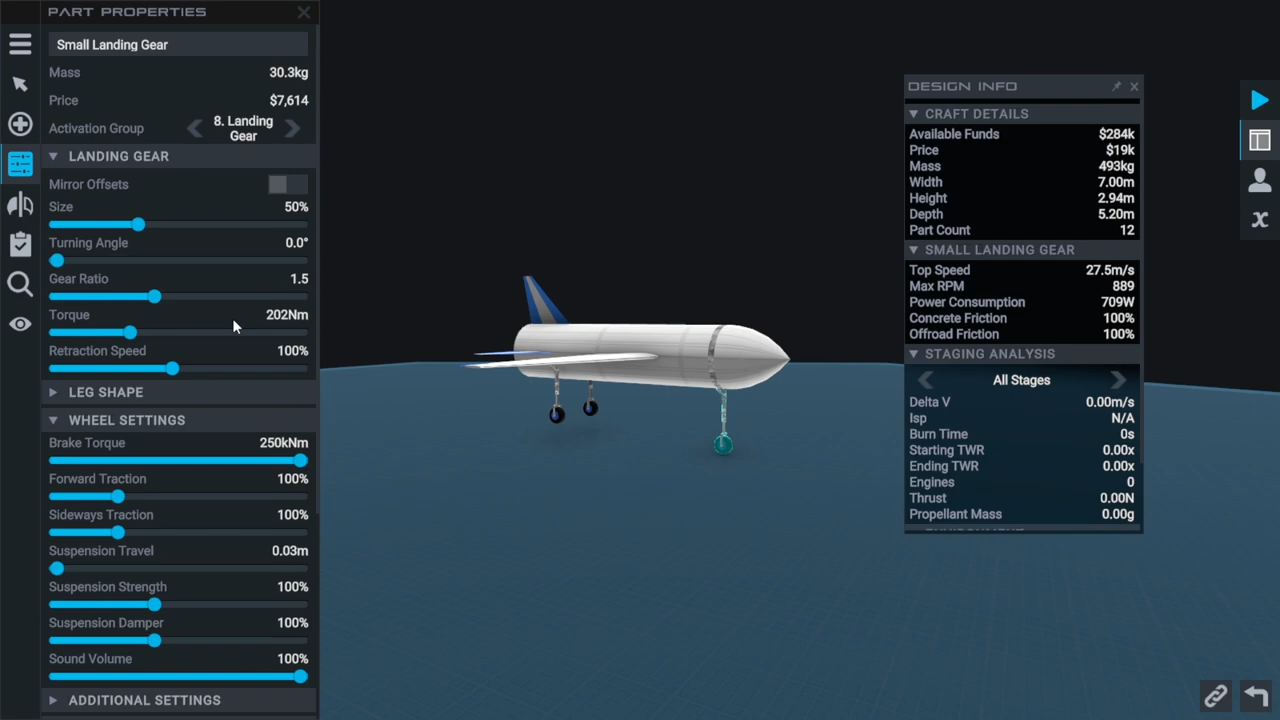 PART PROPERTIES
Small Landing Gear
Mass 30.3kg
Price $7,614
Activation Group 8. Landing Gear
LANDING GEAR
Mirror Offsets
Size 50%
Turning Angle 0.0°
Gear Ratio 1.5
Torque 202Nm
Retraction Speed 100%
LEG SHAPE
WHEEL SETTINGS
Brake Torque 250kNm
Forward Traction 100%
Sideways Traction 100%
Suspension Travel 0.03m
Suspension Strength 100%
Suspension Damper 100%
Sound Volume 100%
ADDITIONAL SETTINGS
DESIGN INFO
CRAFT DETAILS
Available Funds $284k
Price $19k
Mass 493kg
Width 7.00m
Height 2.94m
Depth 5.20m
Part Count 12
SMALL LANDING GEAR
Top Speed 27.5m/s
Max RPM 889
Power Consumption 709W
Concrete Friction 100%
Offroad Friction 100%
STAGING ANALYSIS
All Stages
Delta V 0.00m/s
Isp N/A
Burn Time 0s
Starting TWR 0.00x
Ending TWR 0.00x
Engines 0
Thrust 0.00N
Propellant Mass 0.00g